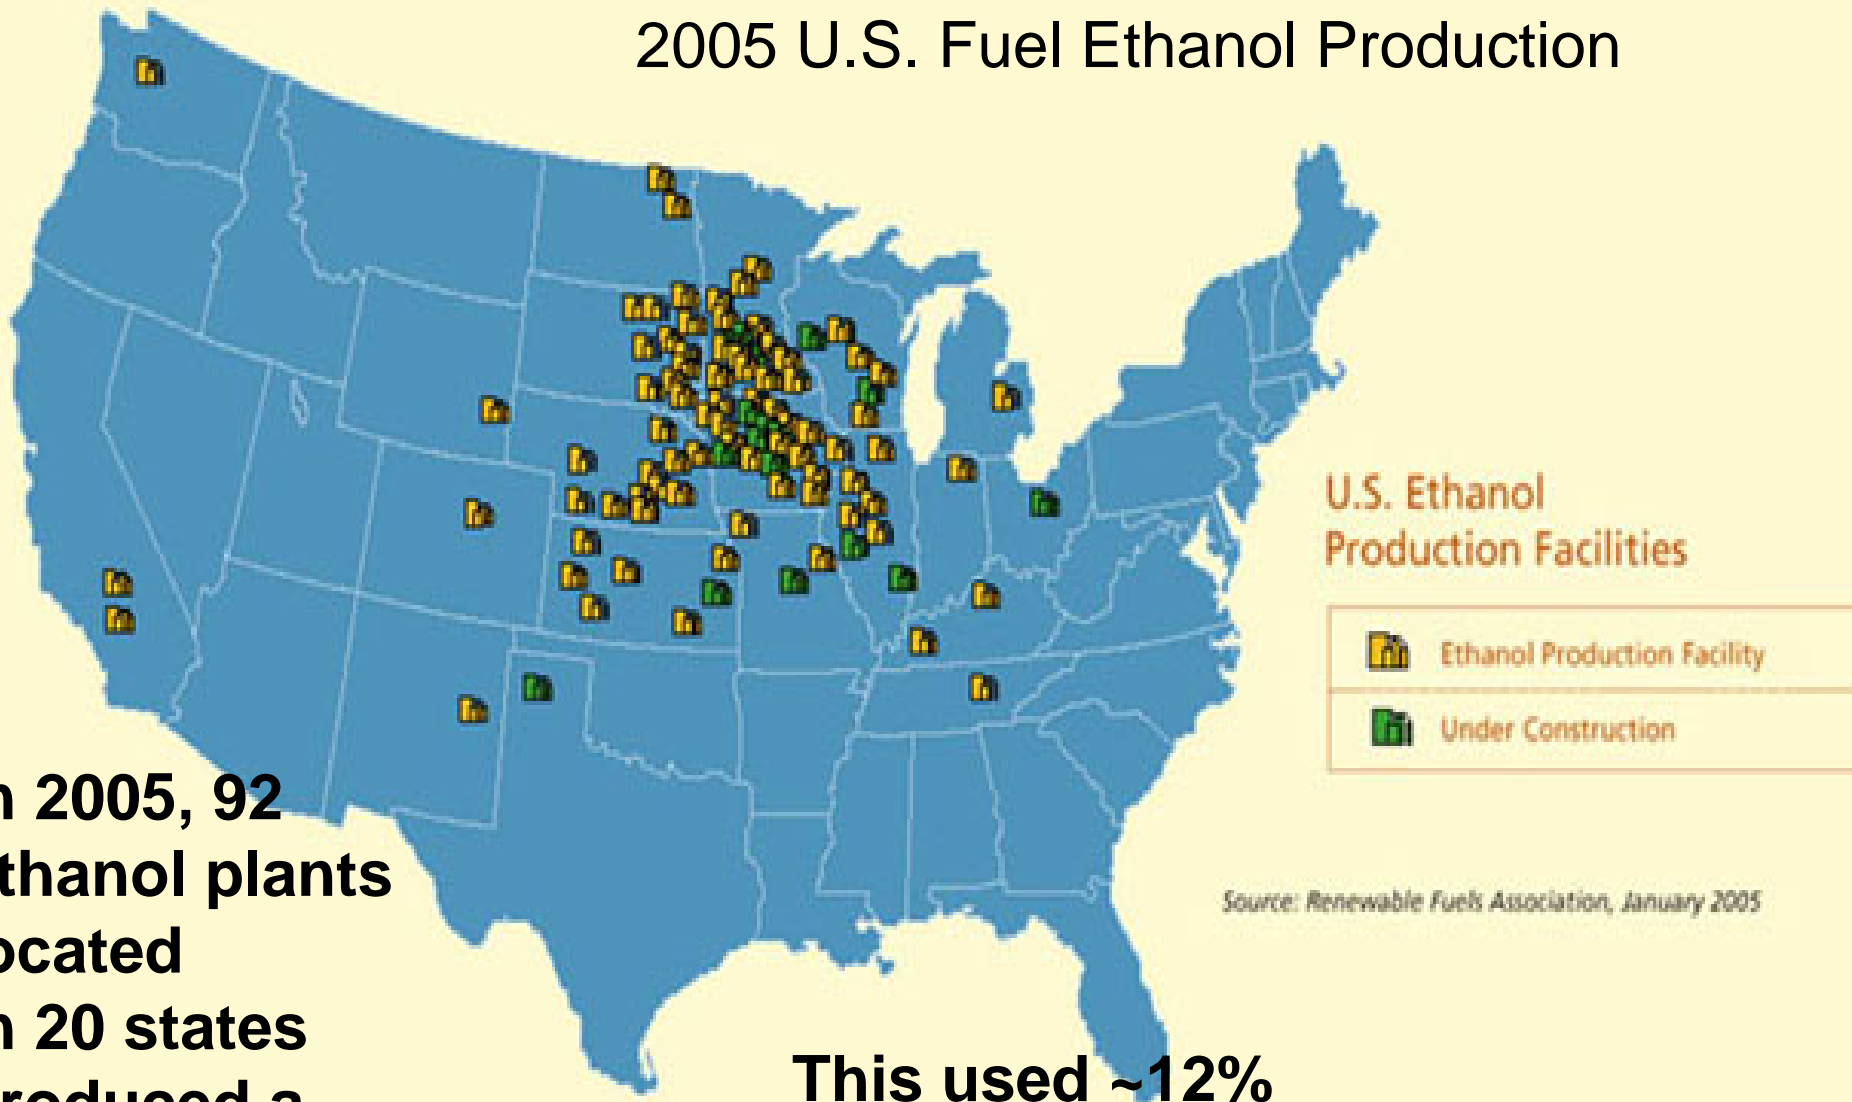 2005 U.S. Fuel Ethanol Production
U.S. Ethanol
Production Facilities
Ethanol Production Facility
Under Construction
Source: Renewable Fuels Association, January 2005
n 2005, 92
thanol plants
ocated
n 20 states
roduced a
This used ~12%